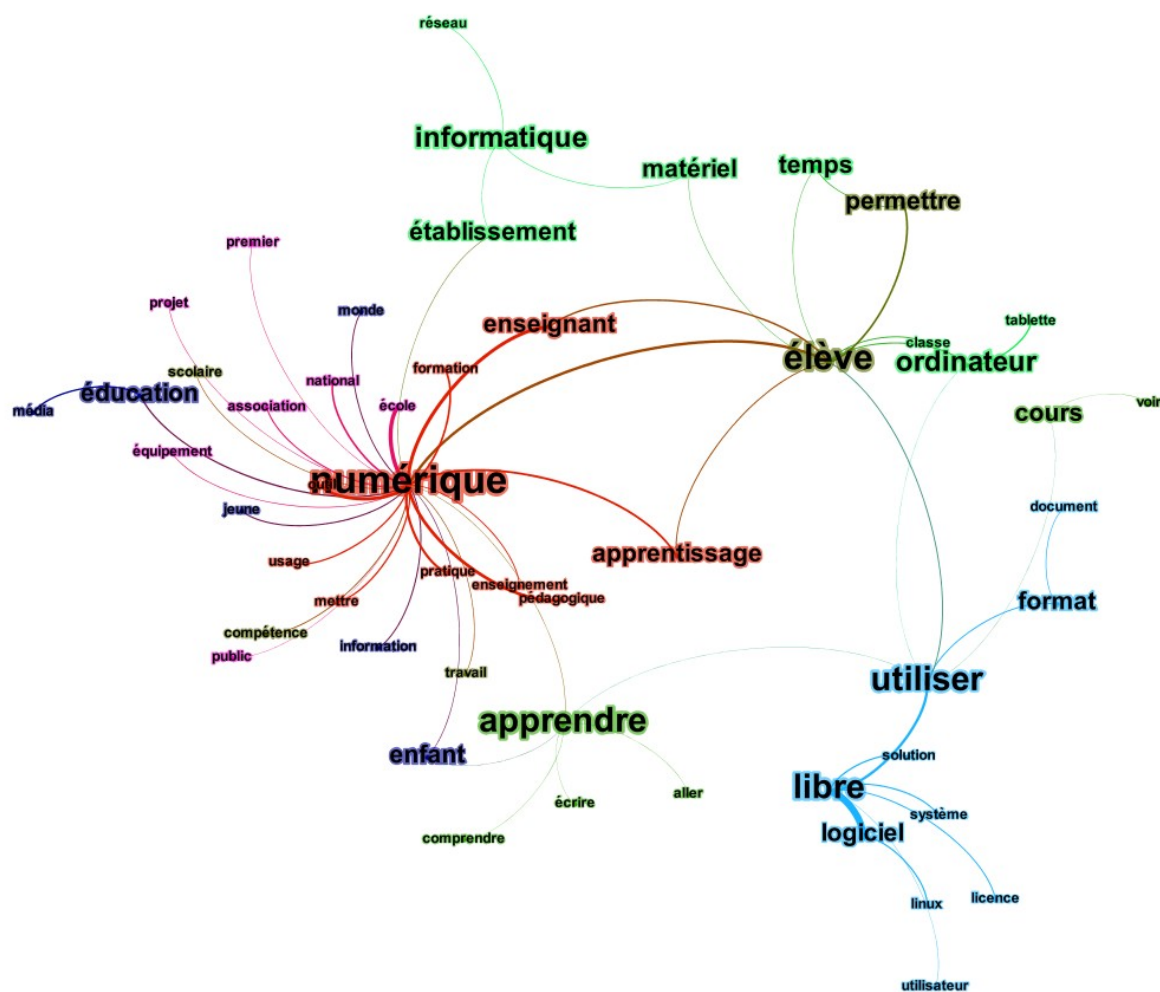 réseau
informatique
matériel
temps
permettre
établissement
premier
projet
monde
enseignant
tablette
classe
élève
ordinateur
formation
scolaire
national
éducation
média
association
école
cours
voir
équipement
numérique
outil
jeune
document
apprentissage
usage
pratique
enseignement
pédagogique
mettre
format
compétence
information
public
travail
utiliser
apprendre
enfant
solution
libre
aller
écrire
système
comprendre
logiciel
licence
linux
utilisateur